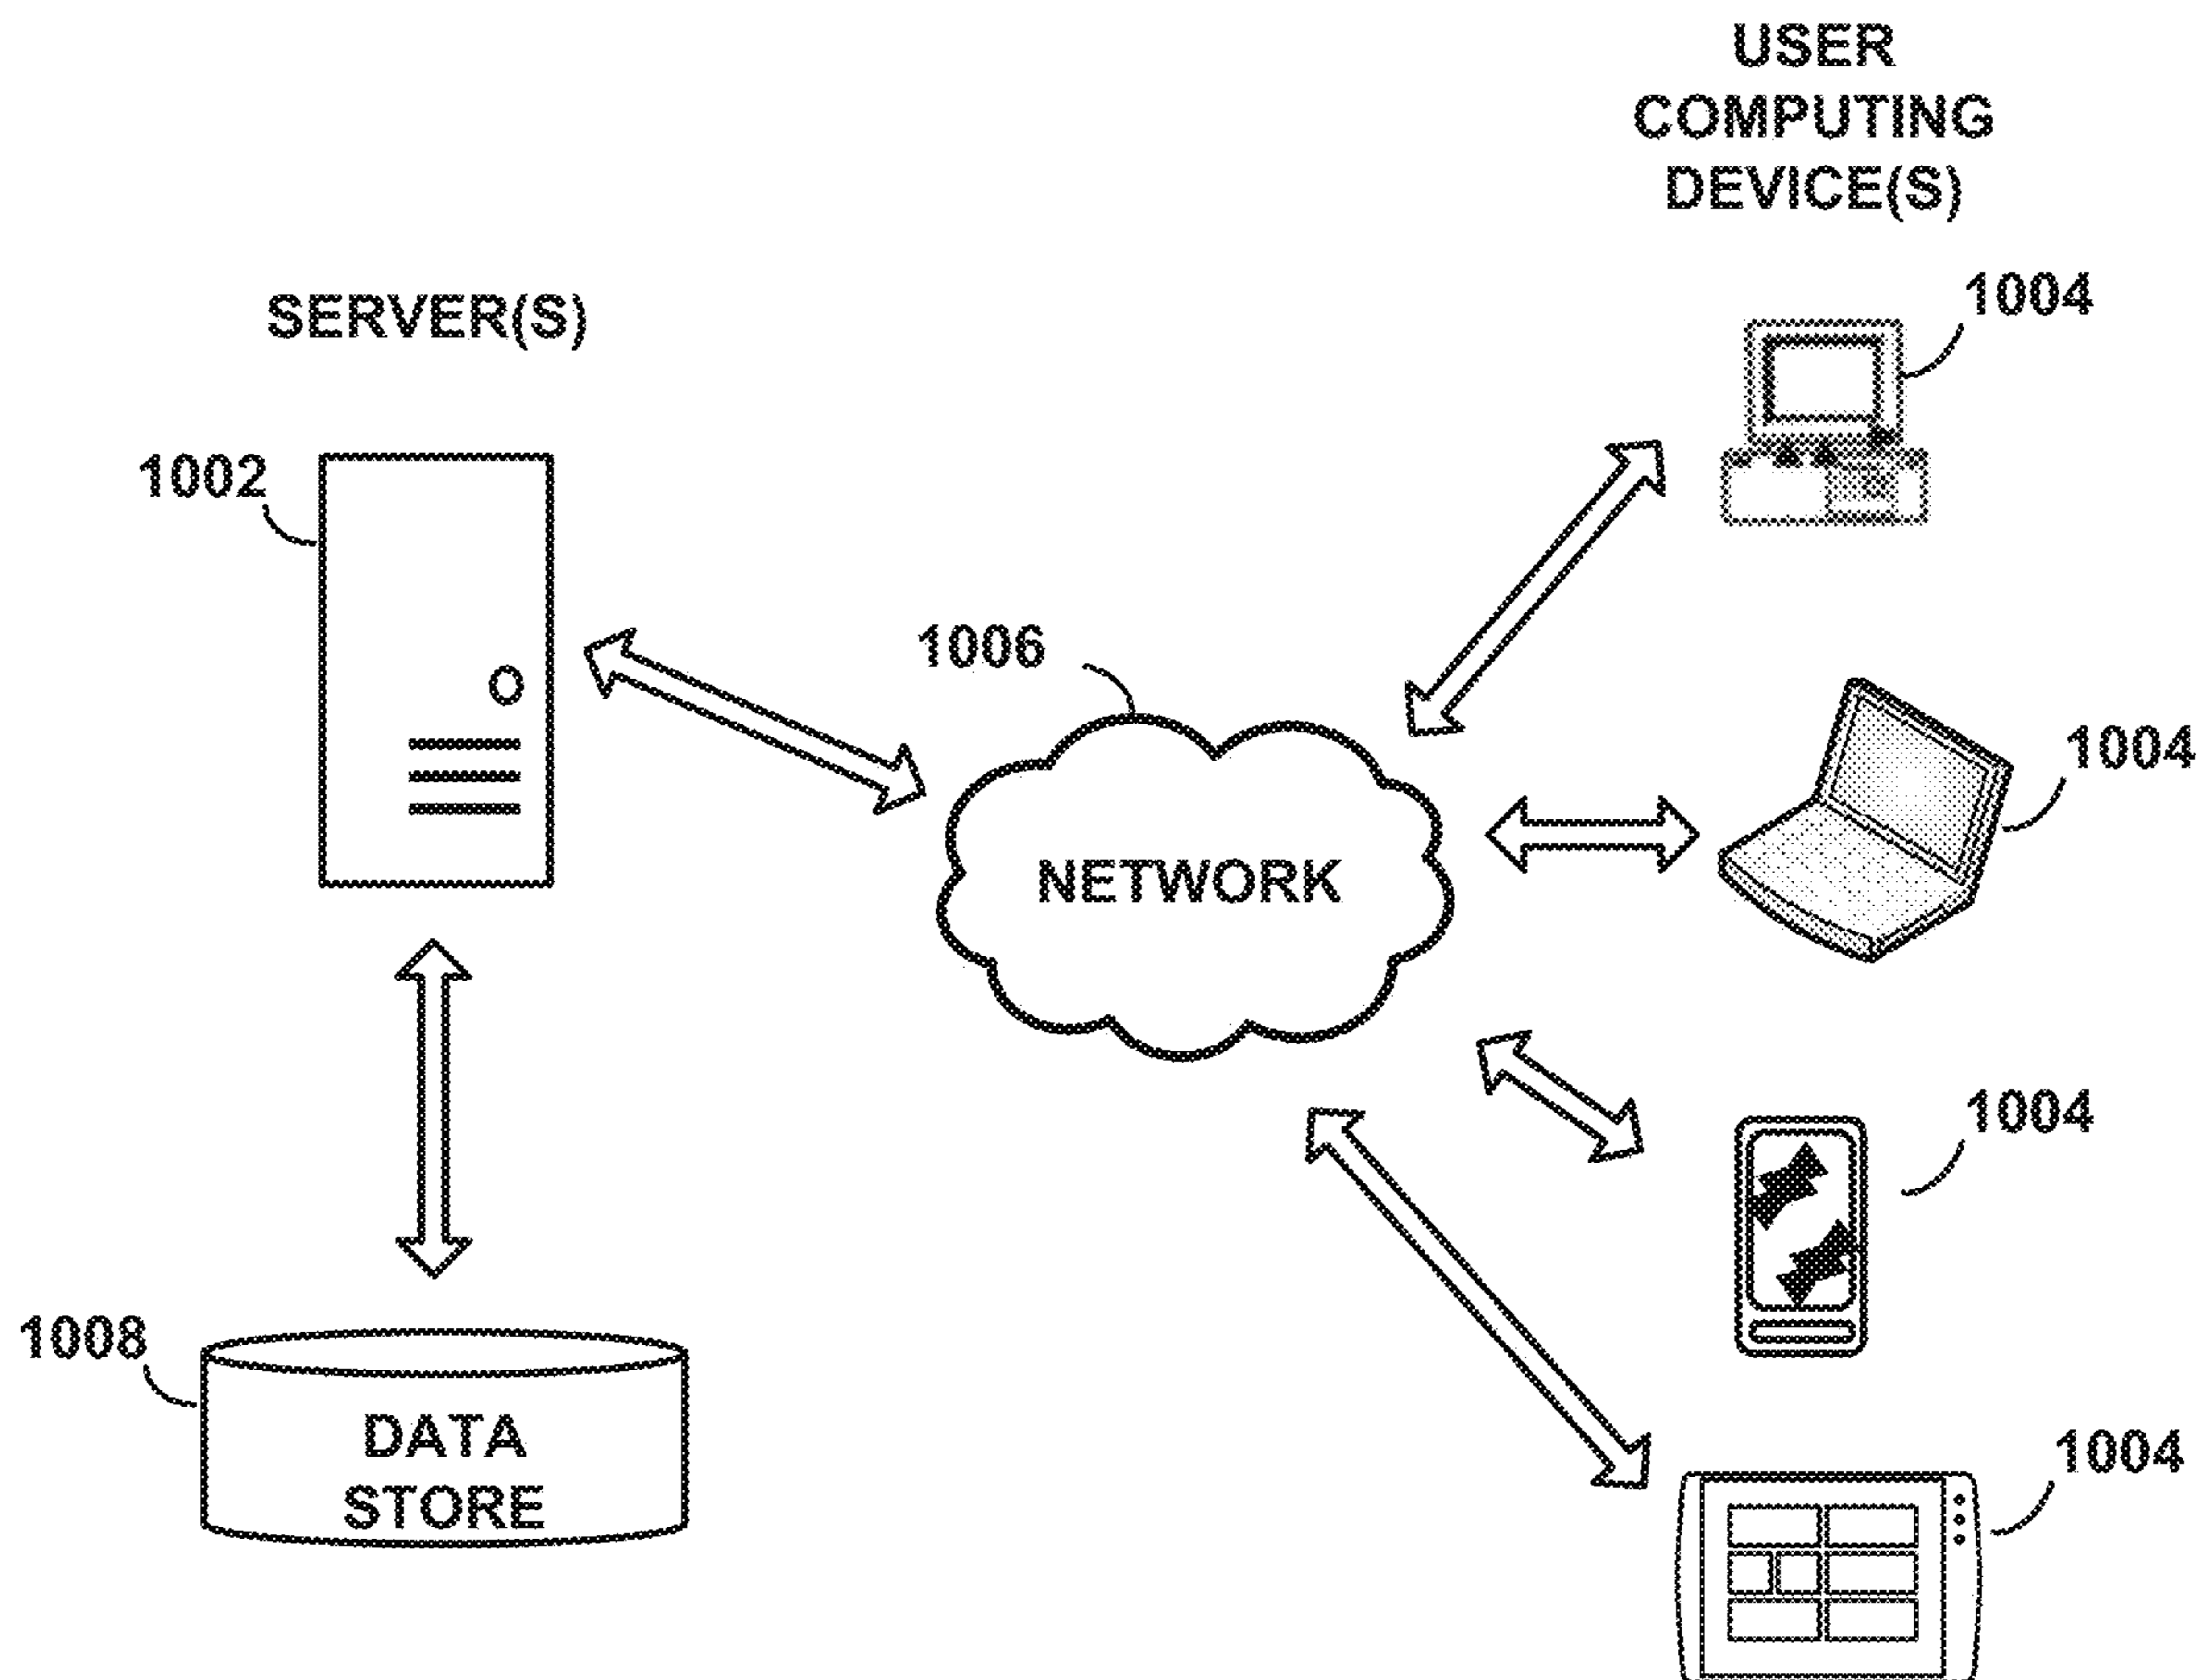 USER
COMPUTING
DEVICE(S)
SERVER(S)
1004
1002
1006
1004
NETWORK
1004
1008
DATA
STORE
1004